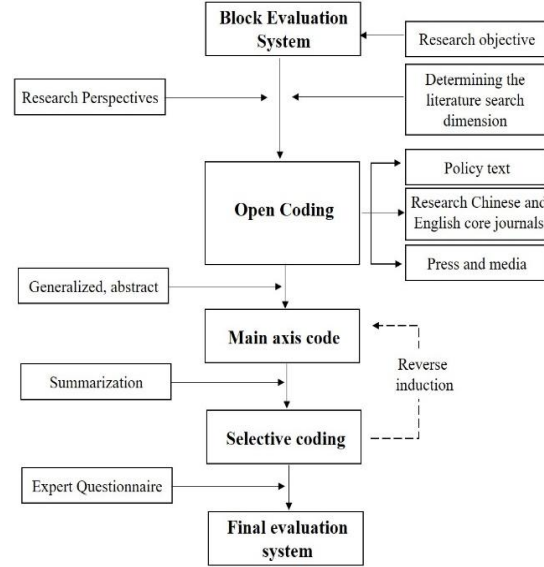 Block Evaluation
System
Research objective
Research Perspectives
Determining the
literature search
dimension
Policy text
Open Coding
Research Chinese and
English core journals
Press and media
Generalized, abstract
Main axis code
Reverse
induction
Summarization
Selective coding
Expert Questionnaire
Final evaluation
system